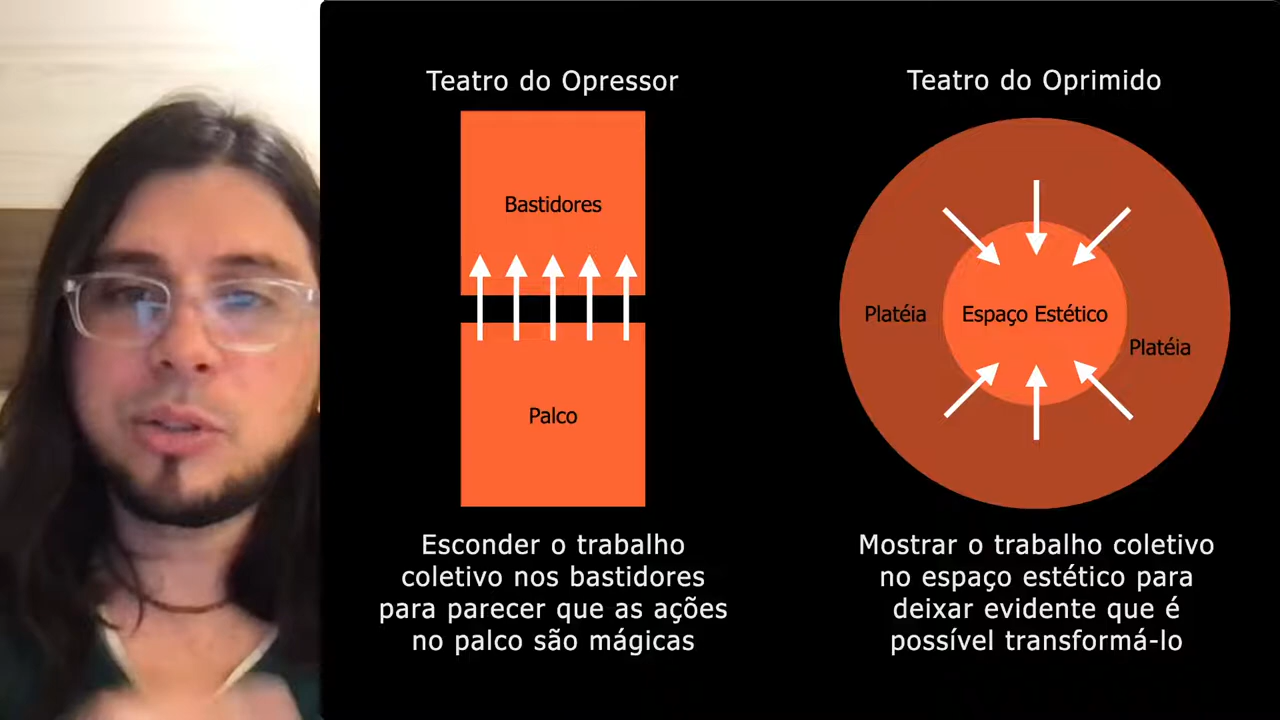 Teatro do Opressor
Bastidores
Palco
Esconder o trabalho
coletivo nos bastidores
para parecer que as ações
no palco são mágicas
Teatro do Oprimido
Platéia
Espaço Estético
Platéia
Mostrar o trabalho coletivo
no espaço estético para
deixar evidente que é
possível transformá-lo